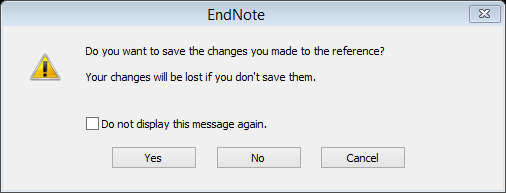 EndNote
Do you want to save the changes you made to the reference?
Your changes will be lost if you don't save them.
Do not display this message again.
Yes
No
Cancel